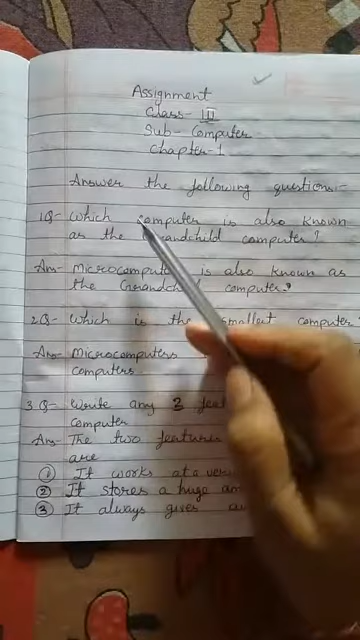 Assignment
Class- III
Sub- Computer
Chapter-1
Answer the following questions:-
1Q- Which computer is also known
as the Grandchild computer?
Ans- Microcomputer is also known as
the Grandchild computer?
2Q- Which is the smallest computer?
Ans- Microcomputers
computers.
3Q- Write any 3
computer
Ans- The two features
are
① It works at a
② It stores a huge
③ It always gives